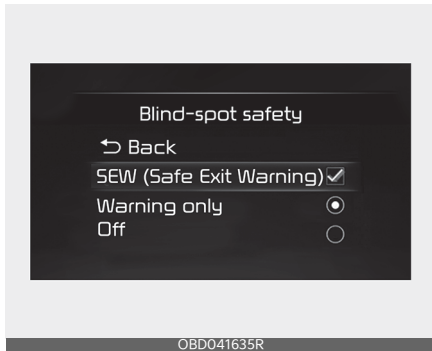 Blind-spot safety
Back
SEW (Safe Exit Warning)
Warning only
Off
OBD041635R